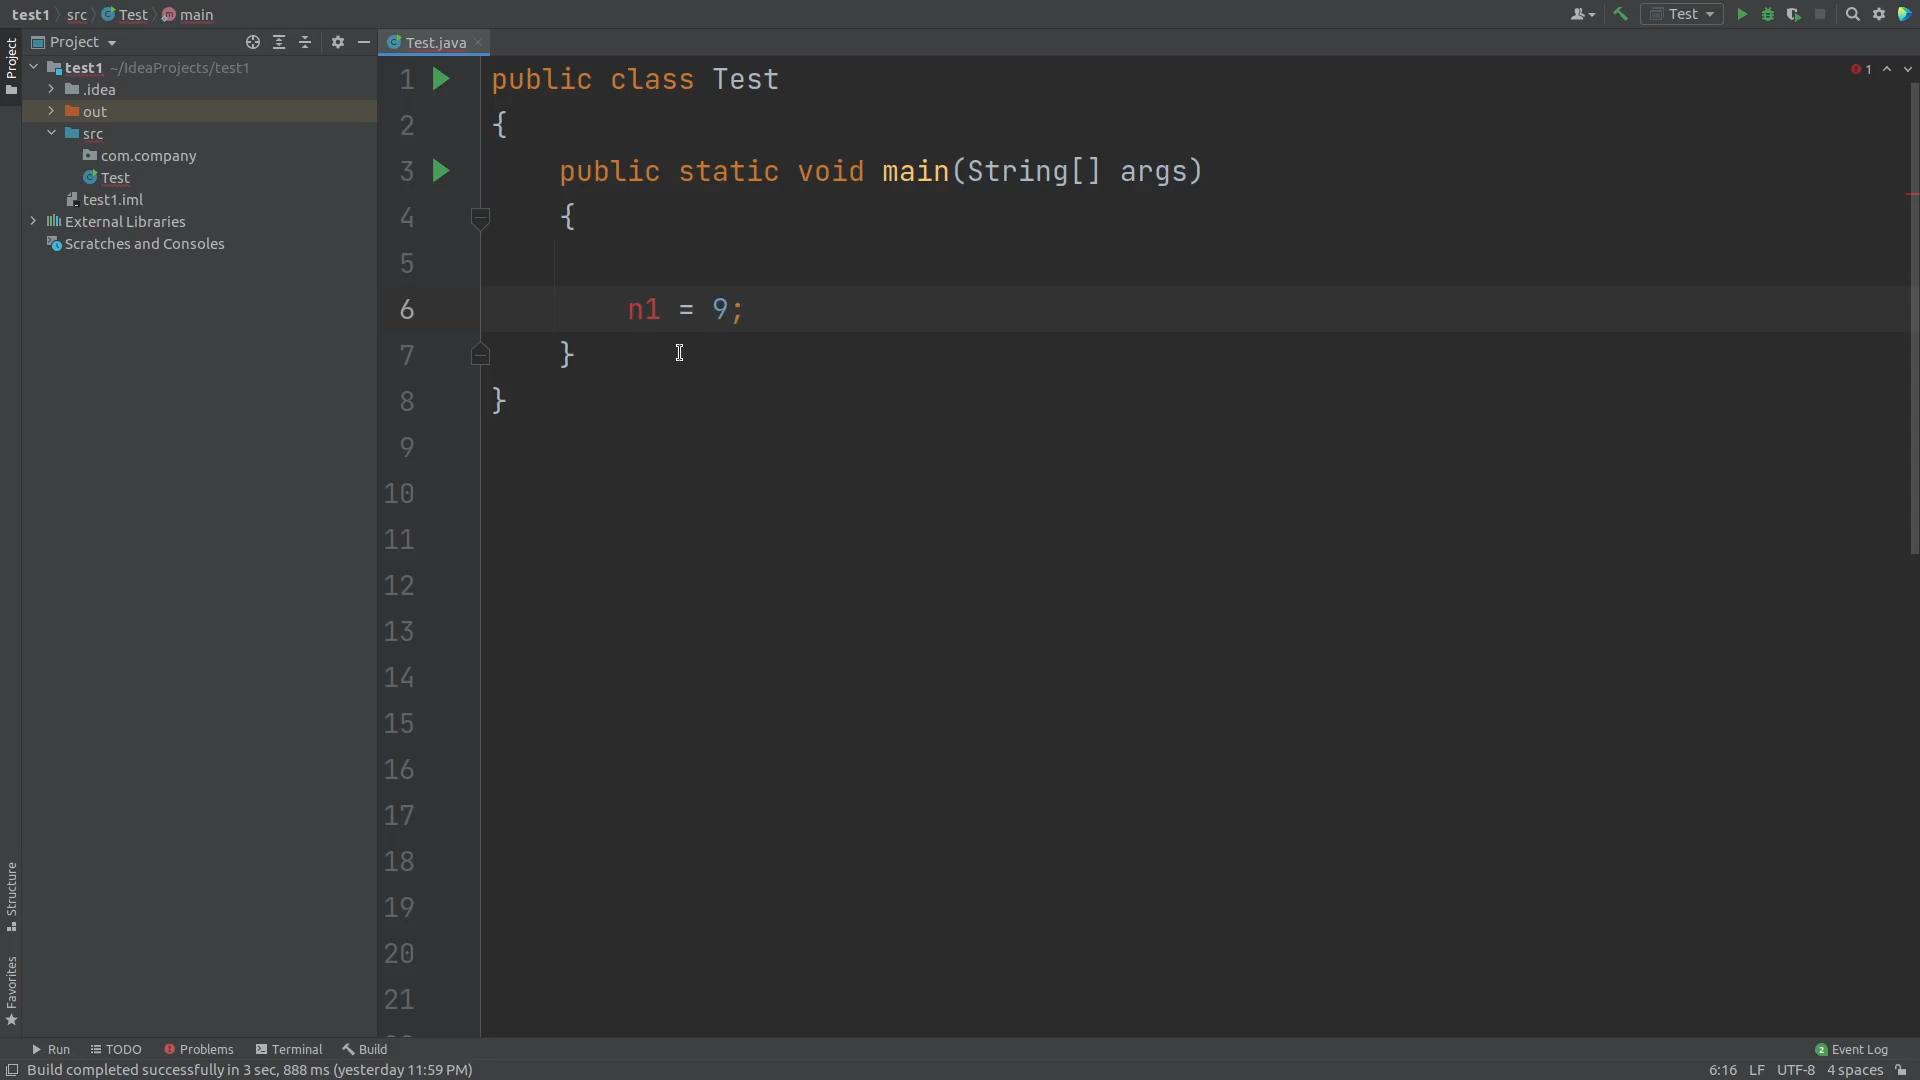 test1 src Test main
Test
Project
Test.java
Project
1
test1 ~/IdeaProjects/test1
.idea
out
src
com.company
Test
test1.iml
External Libraries
Scratches and Consoles
1 public class Test
2 {
3 public static void main(String[] args)
4 {
5
6 n1 = 9;
7 }
8 }
9
10
11
12
13
14
15
16
17
18
19
20
21
Structure
Favorites
Run TODO Problems Terminal Build
2 Event Log
Build completed successfully in 3 sec, 888 ms (yesterday 11:59 PM)
6:16 LF UTF-8 4 spaces